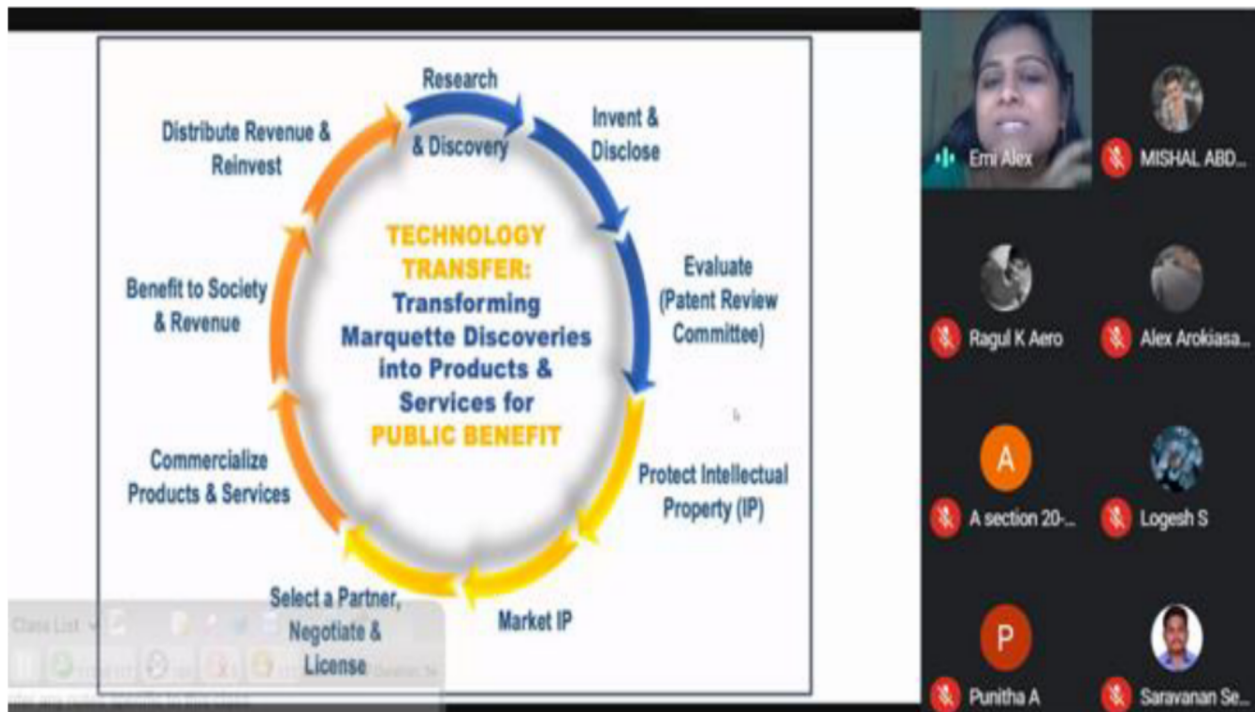 Research
& Discovery
Invent &
Disclose
Evaluate
(Patent Review
Committee)
Protect Intellectual
Property (IP)
Market IP
Select a Partner,
Negotiate &
License
Commercialize
Products & Services
Benefit to Society
& Revenue
Distribute Revenue &
Reinvest
TECHNOLOGY
TRANSFER:
Transforming
Marquette Discoveries
into Products &
Services for
PUBLIC BENEFIT
Class List
Emi Alex
MISHAL ABD...
Ragul K Aero
Alex Arokiasa...
A
A section 20-...
Logesh S
P
Punitha A
Saravanan Se...